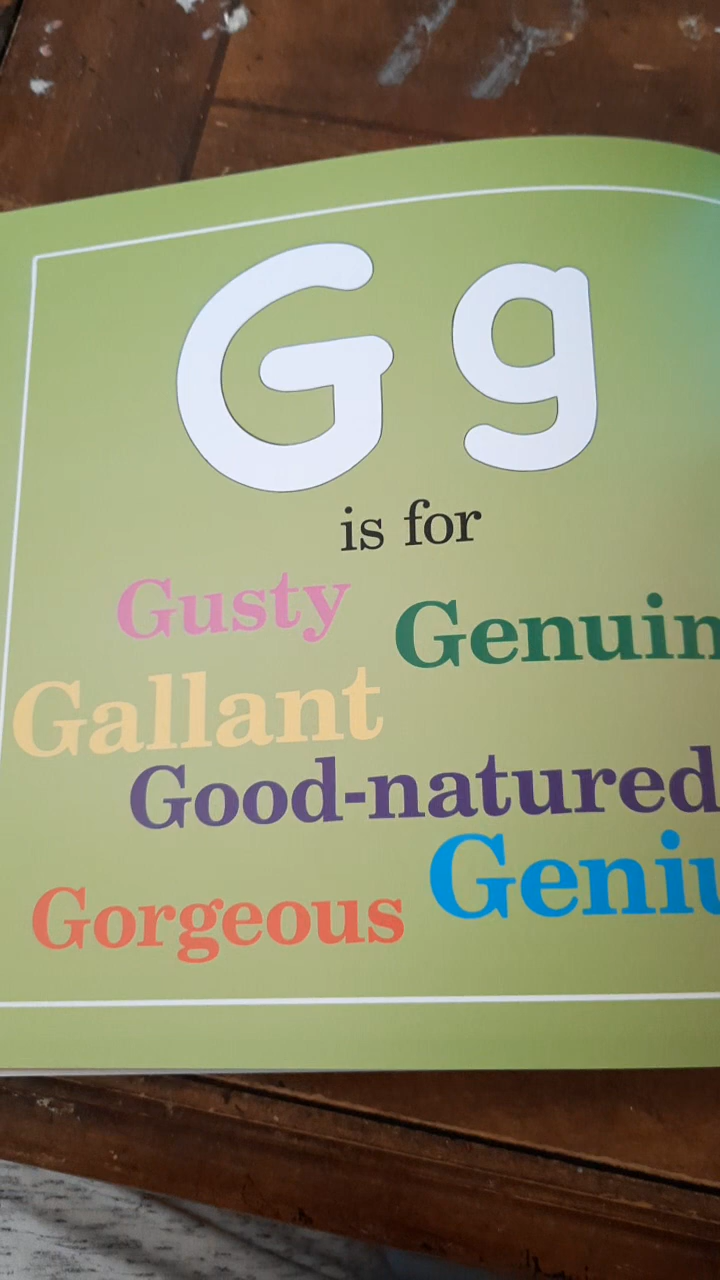 G g
is for
Gusty Genuin
Gallant
Good-natured
Geniu
Gorgeous